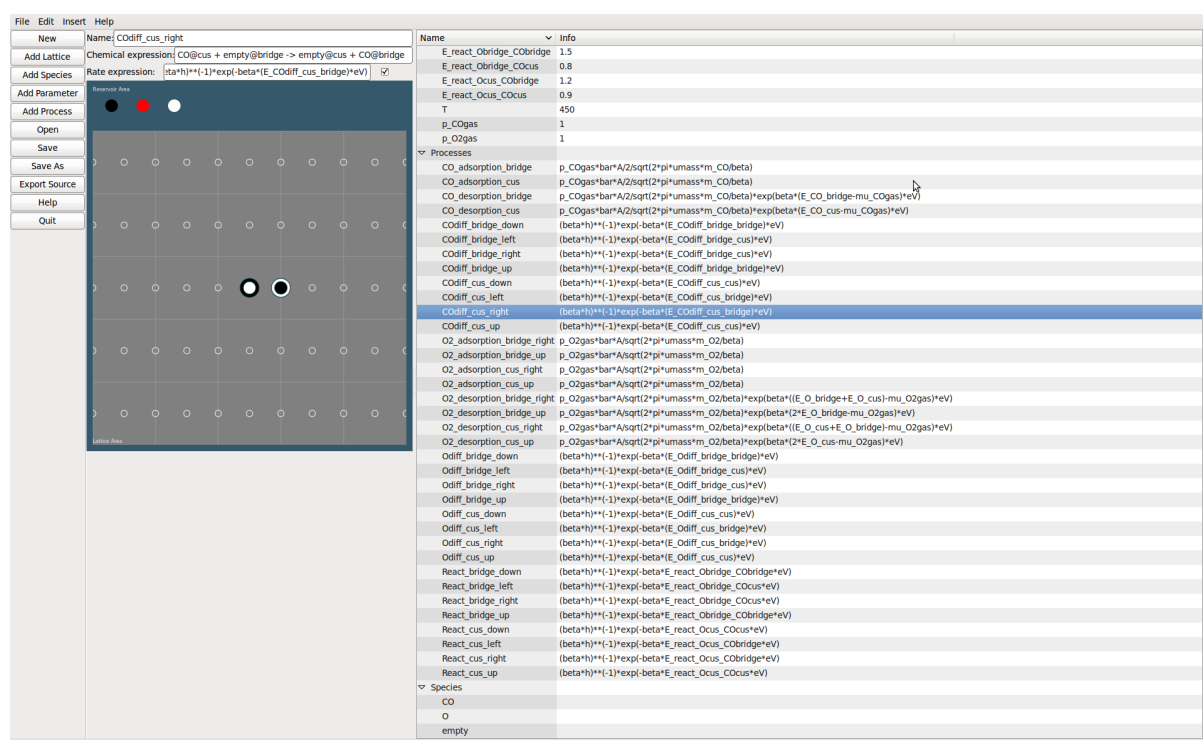 File Edit Insert Help
New
Add Lattice
Add Species
Add Parameter
Add Process
Open
Save
Save As
Export Source
Help
Quit
Name: COdiff_cus_right
Chemical expression: CO@cus + empty@bridge -> empty@cus + CO@bridge
Rate expression: :ta*h)**(-1)*exp(-beta*(E_COdiff_cus_bridge)*eV)
Reservoir Area
Lattice Area
Name Info
E_react_Obridge_CObridge 1.5
E_react_Obridge_COcus 0.8
E_react_Ocus_CObridge 1.2
E_react_Ocus_COcus 0.9
T 450
p_COgas 1
p_O2gas 1
Processes
CO_adsorption_bridge p_COgas*bar*A/2/sqrt(2*pi*umass*m_CO/beta)
CO_adsorption_cus p_COgas*bar*A/2/sqrt(2*pi*umass*m_CO/beta)
CO_desorption_bridge p_COgas*bar*A/2/sqrt(2*pi*umass*m_CO/beta)*exp(beta*(E_CO_bridge-mu_COgas)*eV)
CO_desorption_cus p_COgas*bar*A/2/sqrt(2*pi*umass*m_CO/beta)*exp(beta*(E_CO_cus-mu_COgas)*eV)
COdiff_bridge_down (beta*h)**(-1)*exp(-beta*(E_COdiff_bridge_bridge)*eV)
COdiff_bridge_left (beta*h)**(-1)*exp(-beta*(E_COdiff_bridge_cus)*eV)
COdiff_bridge_right (beta*h)**(-1)*exp(-beta*(E_COdiff_bridge_cus)*eV)
COdiff_bridge_up (beta*h)**(-1)*exp(-beta*(E_COdiff_bridge_bridge)*eV)
COdiff_cus_down (beta*h)**(-1)*exp(-beta*(E_COdiff_cus_cus)*eV)
COdiff_cus_left (beta*h)**(-1)*exp(-beta*(E_COdiff_cus_bridge)*eV)
COdiff_cus_right (beta*h)**(-1)*exp(-beta*(E_COdiff_cus_bridge)*eV)
COdiff_cus_up (beta*h)**(-1)*exp(-beta*(E_COdiff_cus_cus)*eV)
O2_adsorption_bridge_right p_O2gas*bar*A/sqrt(2*pi*umass*m_O2/beta)
O2_adsorption_bridge_up p_O2gas*bar*A/sqrt(2*pi*umass*m_O2/beta)
O2_adsorption_cus_right p_O2gas*bar*A/sqrt(2*pi*umass*m_O2/beta)
O2_adsorption_cus_up p_O2gas*bar*A/sqrt(2*pi*umass*m_O2/beta)
O2_desorption_bridge_right p_O2gas*bar*A/sqrt(2*pi*umass*m_O2/beta)*exp(beta*((E_O_bridge+E_O_cus)-mu_O2gas)*eV)
O2_desorption_bridge_up p_O2gas*bar*A/sqrt(2*pi*umass*m_O2/beta)*exp(beta*(2*E_O_bridge-mu_O2gas)*eV)
O2_desorption_cus_right p_O2gas*bar*A/sqrt(2*pi*umass*m_O2/beta)*exp(beta*((E_O_cus+E_O_bridge)-mu_O2gas)*eV)
O2_desorption_cus_up p_O2gas*bar*A/sqrt(2*pi*umass*m_O2/beta)*exp(beta*(2*E_O_cus-mu_O2gas)*eV)
Odiff_bridge_down (beta*h)**(-1)*exp(-beta*(E_Odiff_bridge_bridge)*eV)
Odiff_bridge_left (beta*h)**(-1)*exp(-beta*(E_Odiff_bridge_cus)*eV)
Odiff_bridge_right (beta*h)**(-1)*exp(-beta*(E_Odiff_bridge_cus)*eV)
Odiff_bridge_up (beta*h)**(-1)*exp(-beta*(E_Odiff_bridge_bridge)*eV)
Odiff_cus_down (beta*h)**(-1)*exp(-beta*(E_Odiff_cus_cus)*eV)
Odiff_cus_left (beta*h)**(-1)*exp(-beta*(E_Odiff_cus_bridge)*eV)
Odiff_cus_right (beta*h)**(-1)*exp(-beta*(E_Odiff_cus_bridge)*eV)
Odiff_cus_up (beta*h)**(-1)*exp(-beta*(E_Odiff_cus_cus)*eV)
React_bridge_down (beta*h)**(-1)*exp(-beta*E_react_Obridge_CObridge*eV)
React_bridge_left (beta*h)**(-1)*exp(-beta*E_react_Obridge_COcus*eV)
React_bridge_right (beta*h)**(-1)*exp(-beta*E_react_Obridge_COcus*eV)
React_bridge_up (beta*h)**(-1)*exp(-beta*E_react_Obridge_CObridge*eV)
React_cus_down (beta*h)**(-1)*exp(-beta*E_react_Ocus_COcus*eV)
React_cus_left (beta*h)**(-1)*exp(-beta*E_react_Ocus_CObridge*eV)
React_cus_right (beta*h)**(-1)*exp(-beta*E_react_Ocus_CObridge*eV)
React_cus_up (beta*h)**(-1)*exp(-beta*E_react_Ocus_COcus*eV)
Species
CO
O
empty